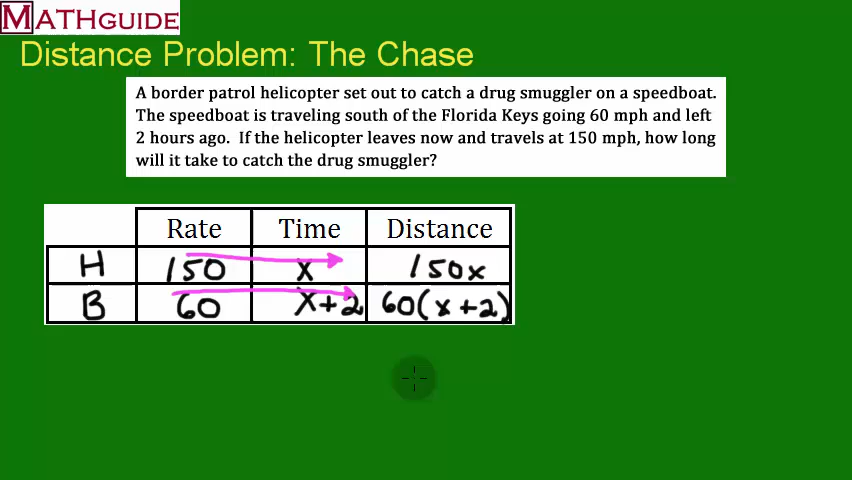 MATHGUIDE
Distance Problem: The Chase
A border patrol helicopter set out to catch a drug smuggler on a speedboat.
The speedboat is traveling south of the Florida Keys going 60 mph and left
2 hours ago. If the helicopter leaves now and travels at 150 mph, how long
will it take to catch the drug smuggler?
Rate Time Distance
H 150 x 150x
B 60 x+2 60(x+2)